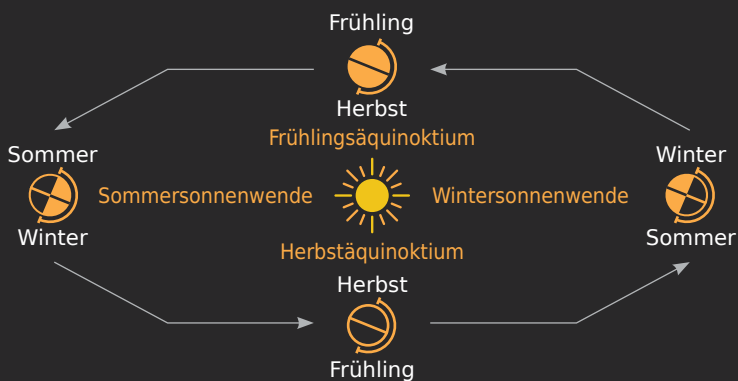 Frühling
Herbst
Frühlingsäquinoktium
Sommer
Winter
Sommersonnenwende
Wintersonnenwende
Winter
Sommer
Herbstäquinoktium
Herbst
Frühling